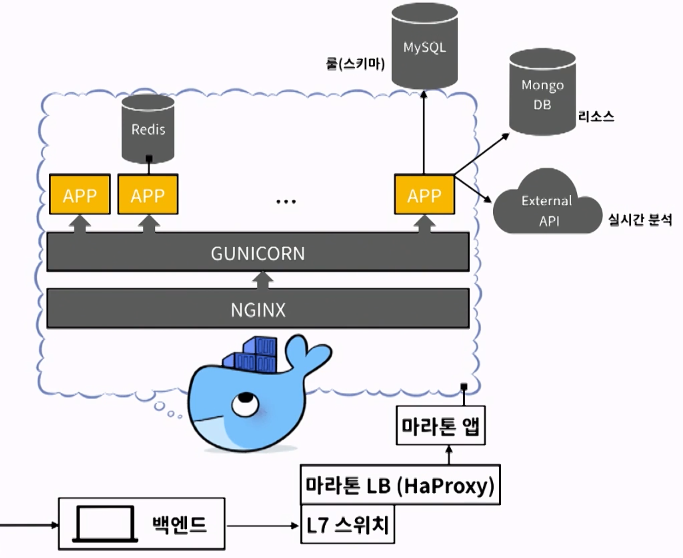 MySQL
룰(스키마)
Mongo
DB
리소스
Redis
APP
APP
...
APP
External
API
실시간 분석
GUNICORN
NGINX
마라톤 앱
마라톤 LB (HaProxy)
백엔드
L7 스위치